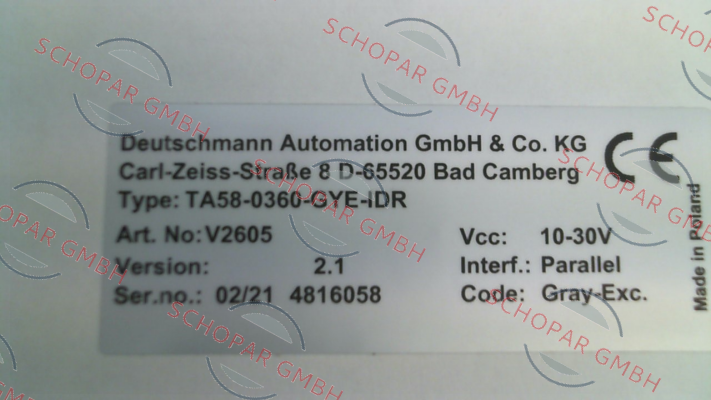 SCHOPAR GMBH
SCHOPAR GMBH
SCHOPAR
Deutschmann Automation GmbH & Co. KG
Carl-Zeiss-Straße 8 D-65520 Bad Camberg
Type: TA58-0360-GYE-IDR
Art. No: V2605
Version: 2.1
Ser.no.: 02/21 4816058
Vcc: 10-30V
Interf.: Parallel
Code: Gray-Exc.
CE
Made in Poland
SCHOPAR GMBH
SCHOPAR GMBH
SCHOPAR GMBH
SCHOPAR GMBH